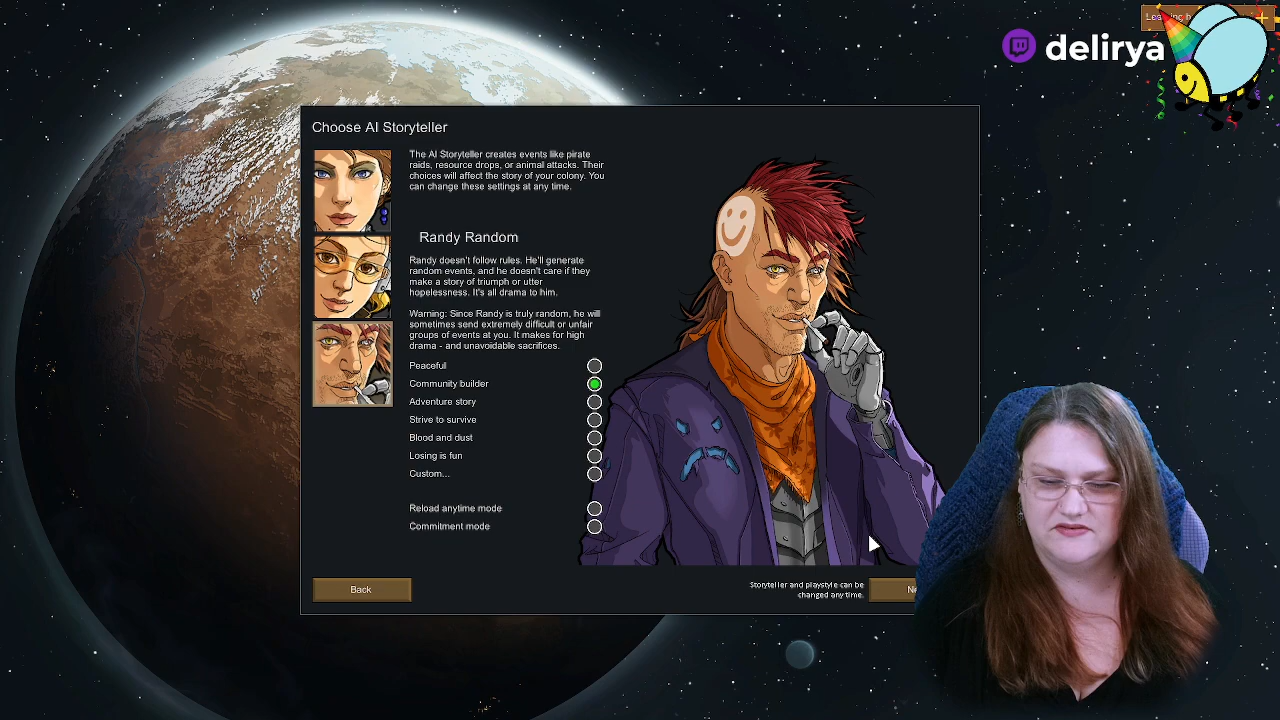 delirya
Choose AI Storyteller
The AI Storyteller creates events like pirate
raids, resource drops, or animal attacks. Their
choices will affect the story of your colony. You
can change these settings at any time.
Randy Random
Randy doesn't follow rules. He'll generate
random events, and he doesn't care if they
make a story of triumph or utter
hopelessness. It's all drama to him.
Warning: Since Randy is truly random, he will
sometimes send extremely difficult or unfair
groups of events at you. It makes for high
drama - and unavoidable sacrifices.
Peaceful
Community builder
Adventure story
Strive to survive
Blood and dust
Losing is fun
Custom...
Reload anytime mode
Commitment mode
Back
Storyteller and playstyle can be
changed any time.